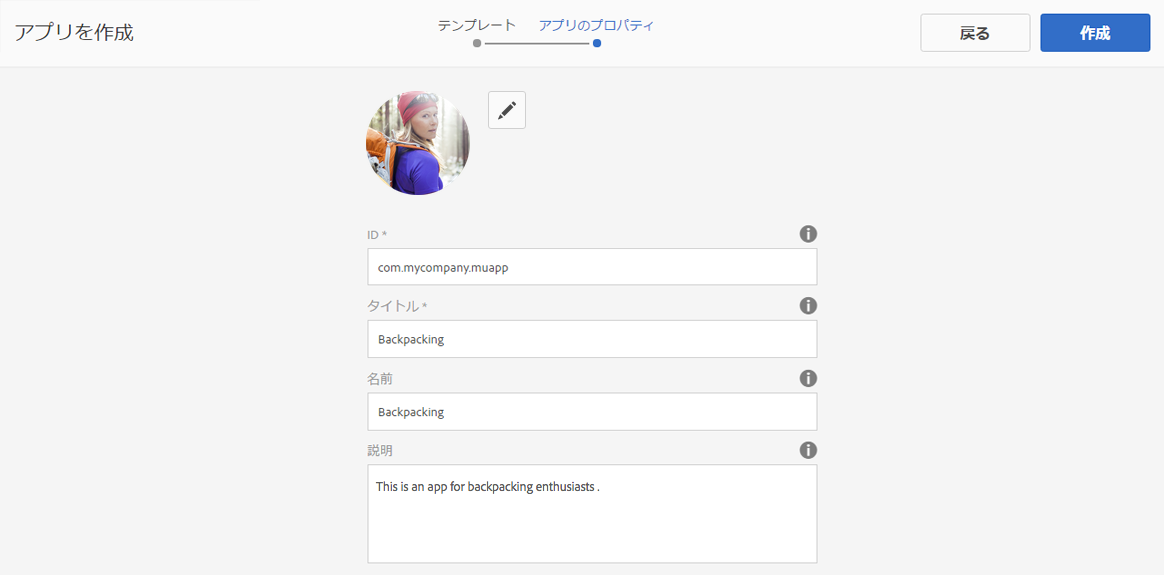 アプリを作成
テンプレート アプリのプロパティ
戻る 作成
ID *
com.mycompany.muapp
タイトル *
Backpacking
名前
Backpacking
説明
This is an app for backpacking enthusiasts .